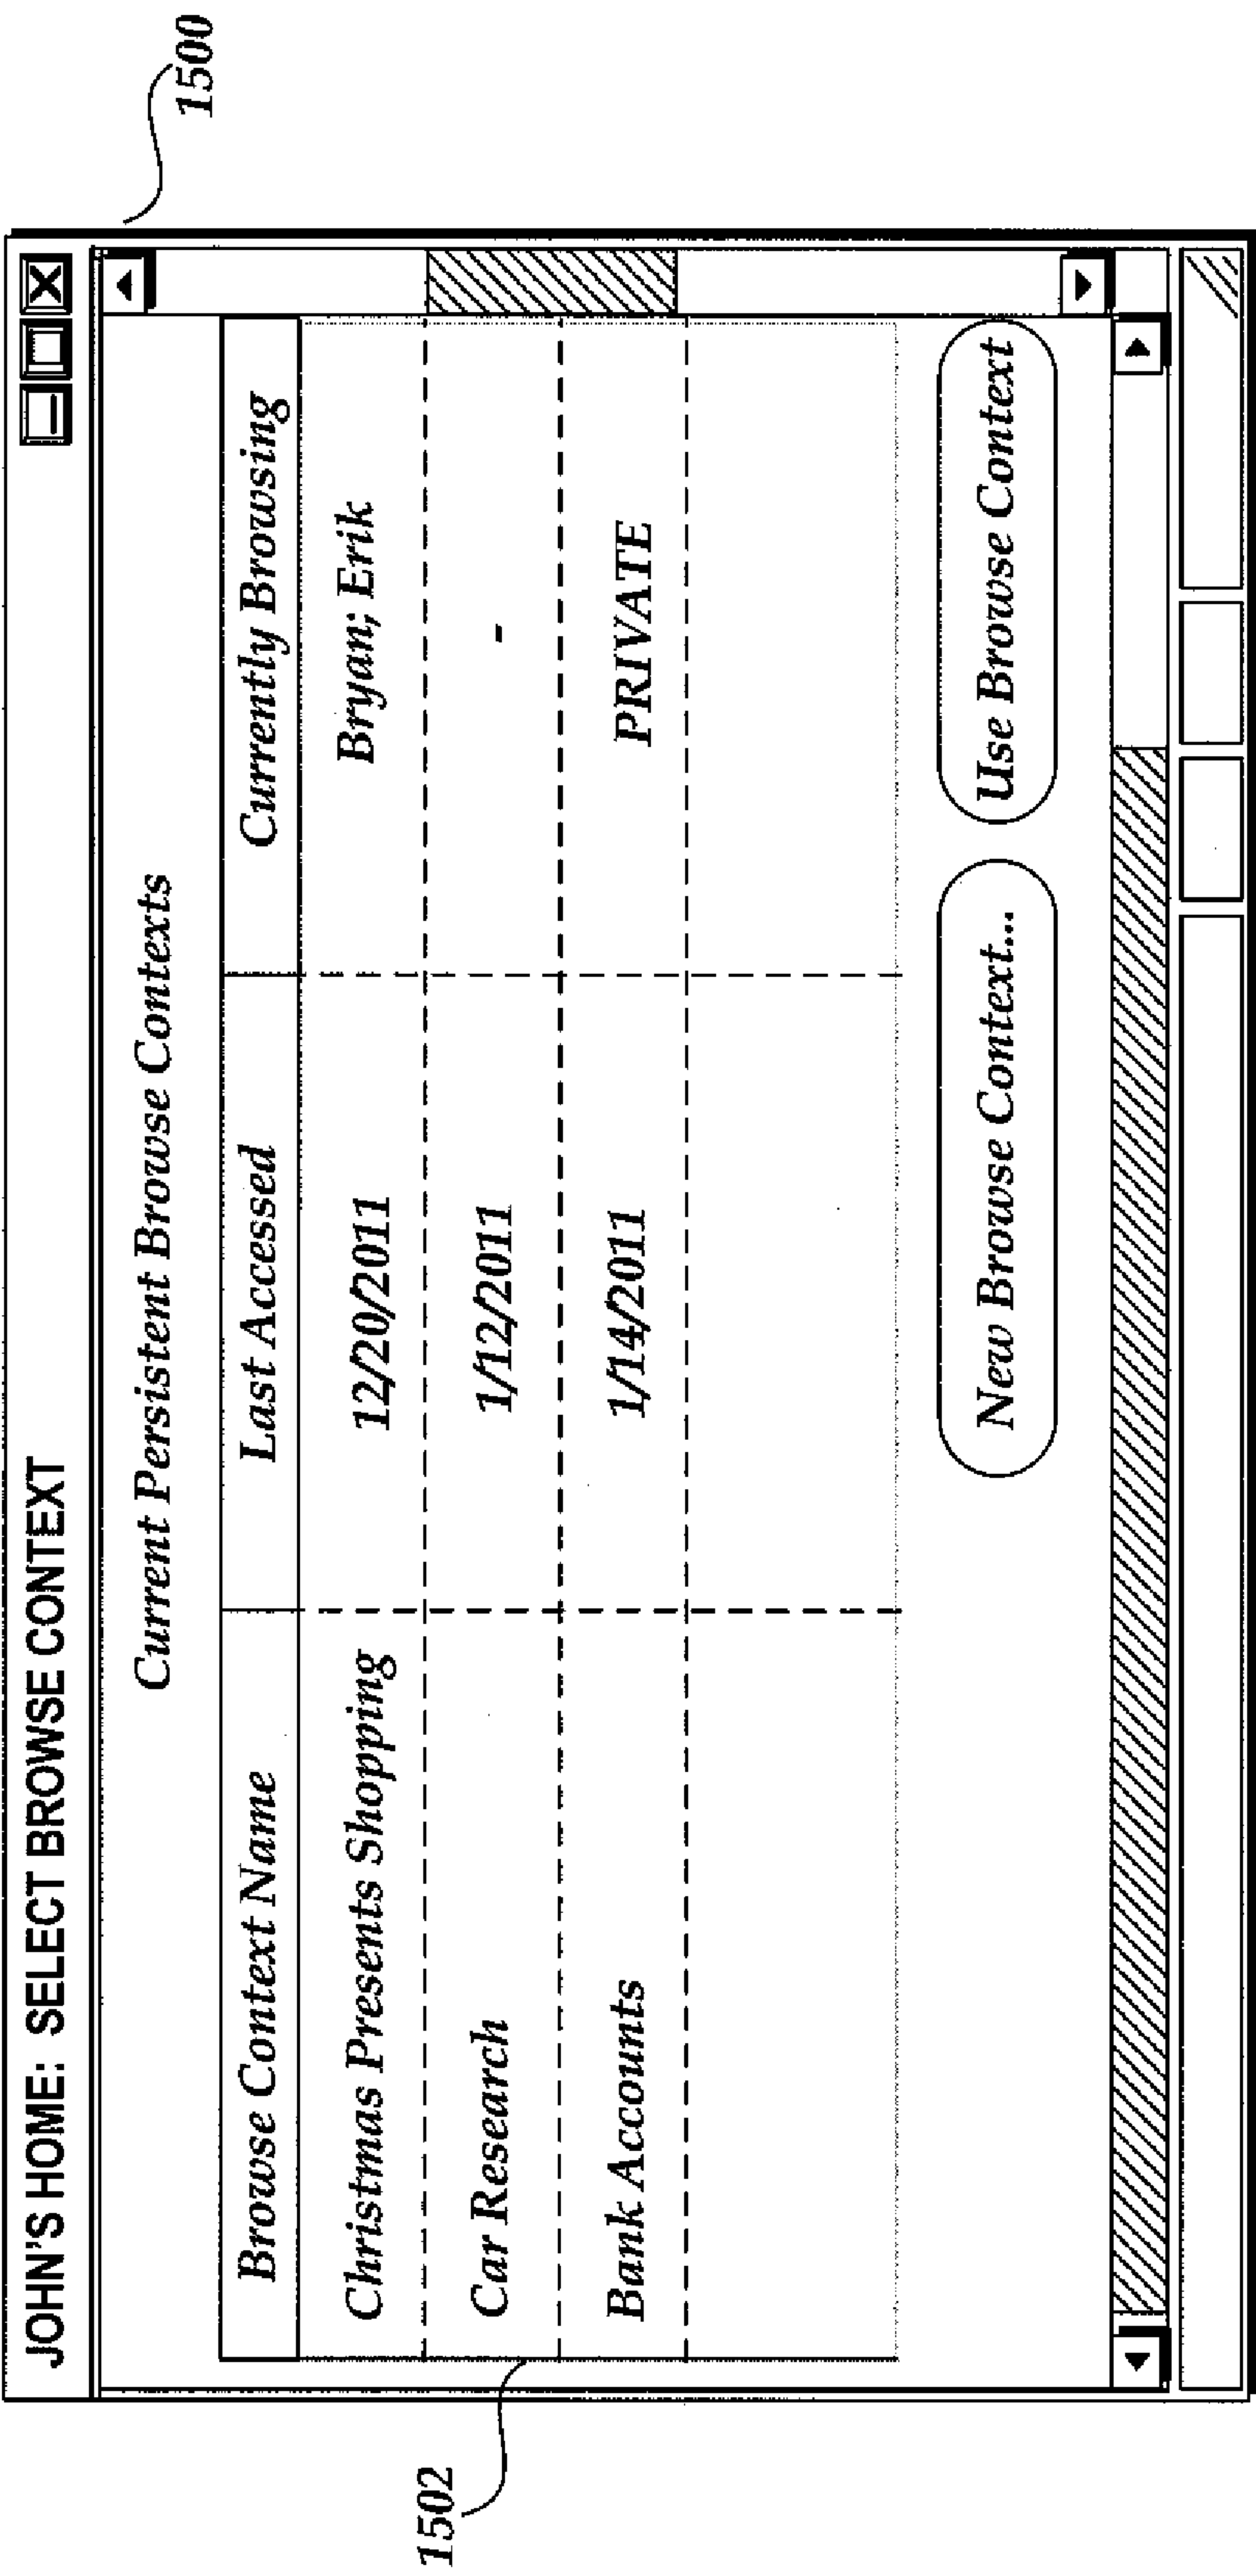 1500
JOHN'S HOME: SELECT BROWSE CONTEXT
Current Persistent Browse Contexts
Browse Context Name Last Accessed Currently Browsing
Christmas Presents Shopping 12/20/2011 Bryan; Erik
Car Research 1/12/2011 -
Bank Accounts 1/14/2011 PRIVATE
New Browse Context... Use Browse Context
1502